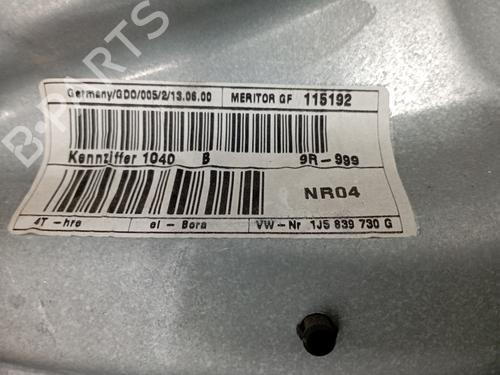 Germany/GDO/005/2/13.06.00 MERITOR GF 115192
Kennziffer 1040 B 9R-999
NR04
4T -hre el - Bora VW-Nr 1J5 839 730 G
B-PARTS